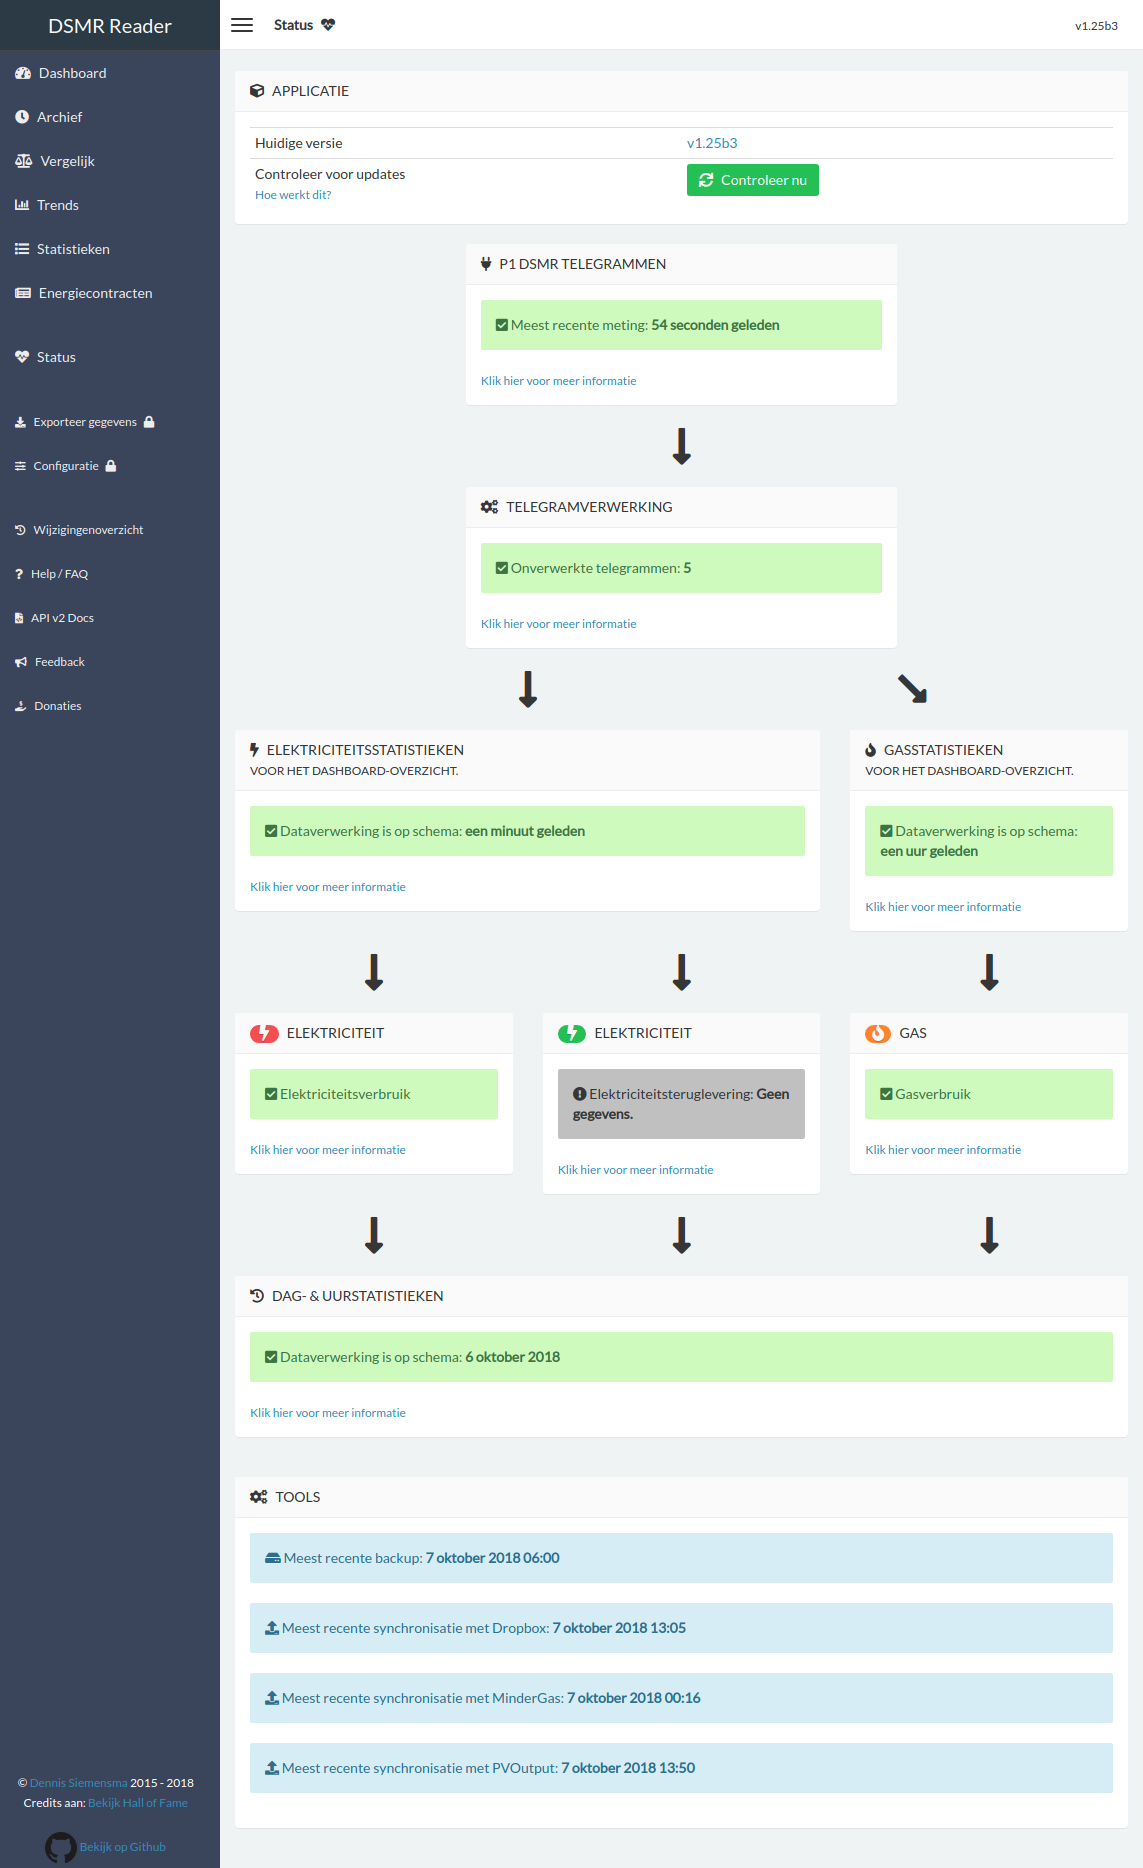 DSMR Reader
Status
v1.25b3
Dashboard
Archief
Vergelijk
Trends
Statistieken
Energiecontracten
Status
Exporteer gegevens
Configuratie
Wijzigingenoverzicht
Help / FAQ
API v2 Docs
Feedback
Donaties
APPLICATIE
Huidige versie v1.25b3
Controleer voor updates Controleer nu
Hoe werkt dit?
P1 DSMR TELEGRAMMEN
Meest recente meting: 54 seconden geleden
Klik hier voor meer informatie
TELEGRAMVERWERKING
Onverwerkte telegrammen: 5
Klik hier voor meer informatie
ELEKTRICITEITSSTATISTIEKEN
VOOR HET DASHBOARD-OVERZICHT.
Dataverwerking is op schema: een minuut geleden
Klik hier voor meer informatie
GASSTATISTIEKEN
VOOR HET DASHBOARD-OVERZICHT.
Dataverwerking is op schema:
een uur geleden
Klik hier voor meer informatie
ELEKTRICITEIT
Elektriciteitsverbruik
Klik hier voor meer informatie
ELEKTRICITEIT
Elektriciteitsteruglevering: Geen
gegevens.
Klik hier voor meer informatie
GAS
Gasverbruik
Klik hier voor meer informatie
DAG- & UURSTATISTIEKEN
Dataverwerking is op schema: 6 oktober 2018
Klik hier voor meer informatie
TOOLS
Meest recente backup: 7 oktober 2018 06:00
Meest recente synchronisatie met Dropbox: 7 oktober 2018 13:05
Meest recente synchronisatie met MinderGas: 7 oktober 2018 00:16
Meest recente synchronisatie met PVOutput: 7 oktober 2018 13:50
© Dennis Siemensma 2015 - 2018
Credits aan: Bekijk Hall of Fame
Bekijk op Github